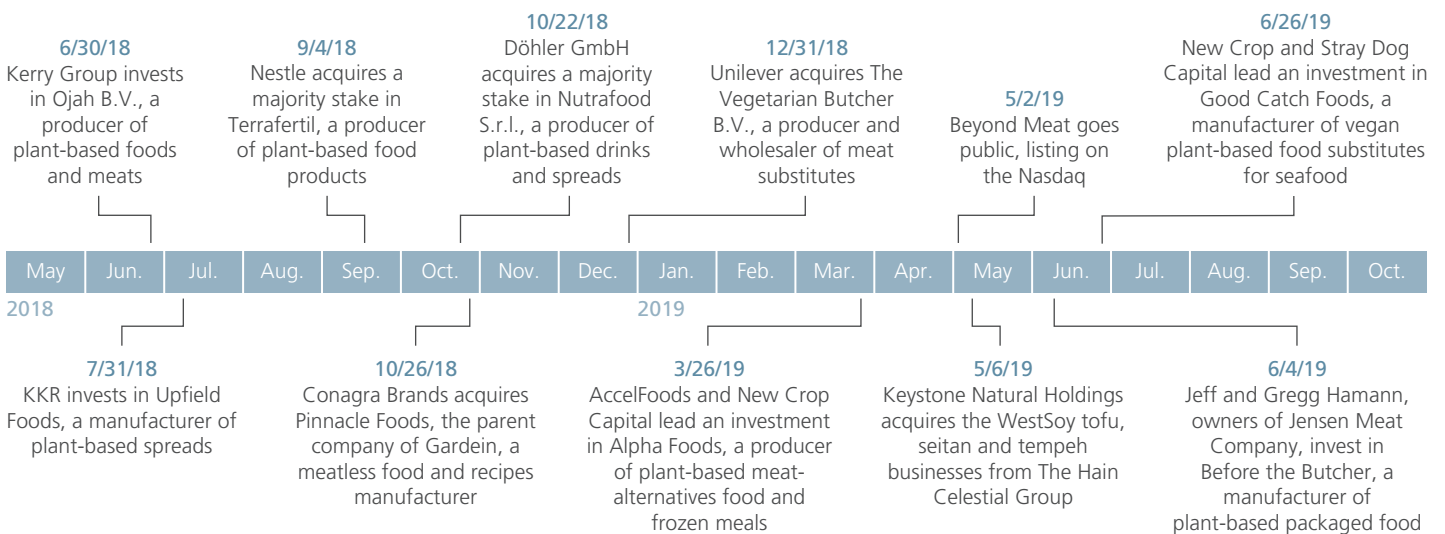 6/30/18
Kerry Group invests
in Ojah B.V., a
producer of
plant-based foods
and meats
9/4/18
Nestle acquires a
majority stake in
Terrafertil, a producer
of plant-based food
products
10/22/18
Döhler GmbH
acquires a majority
stake in Nutrafood
S.r.l., a producer of
plant-based drinks
and spreads
12/31/18
Unilever acquires The
Vegetarian Butcher
B.V., a producer and
wholesaler of meat
substitutes
5/2/19
Beyond Meat goes
public, listing on
the Nasdaq
6/26/19
New Crop and Stray Dog
Capital lead an investment in
Good Catch Foods, a
manufacturer of vegan
plant-based food substitutes
for seafood
May Jun. Jul. Aug. Sep. Oct. Nov. Dec. Jan. Feb. Mar. Apr. May Jun. Jul. Aug. Sep. Oct.
2018 2019
7/31/18
KKR invests in Upfield
Foods, a manufacturer of
plant-based spreads
10/26/18
Conagra Brands acquires
Pinnacle Foods, the parent
company of Gardein, a
meatless food and recipes
manufacturer
3/26/19
AccelFoods and New Crop
Capital lead an investment
in Alpha Foods, a producer
of plant-based meat-
alternatives food and
frozen meals
5/6/19
Keystone Natural Holdings
acquires the WestSoy tofu,
seitan and tempeh
businesses from The Hain
Celestial Group
6/4/19
Jeff and Gregg Hamann,
owners of Jensen Meat
Company, invest in
Before the Butcher, a
manufacturer of
plant-based packaged food